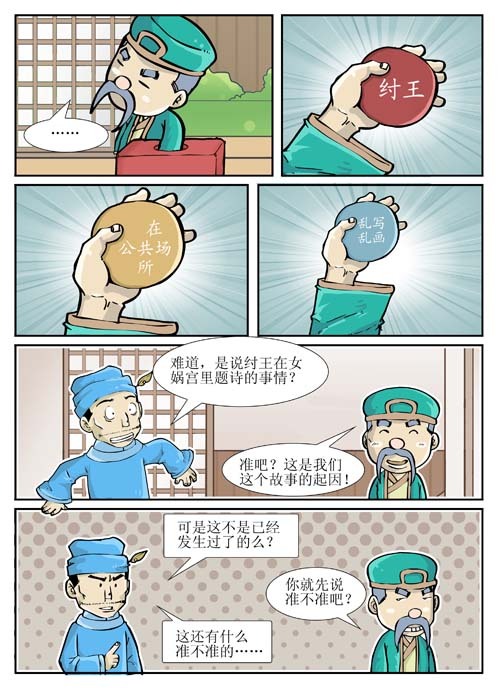 ……
纣王
在
公共场
所
乱写
乱画
难道，是说纣王在女
娲宫里题诗的事情？
准吧？这是我们
这个故事的起因！
可是这不是已经
发生过了的么？
你就先说
准不准吧？
这还有什么
准不准的……